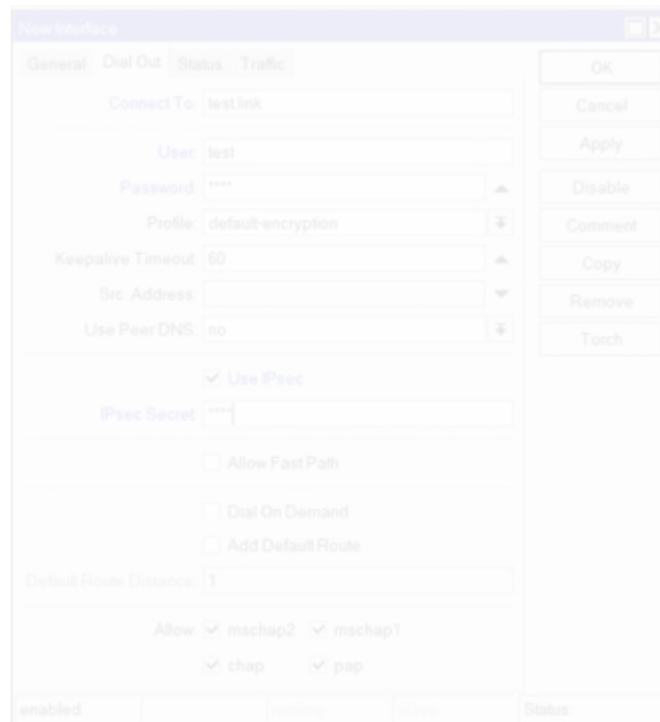 New Interface
General Dial Out Status Traffic
Connect To: test.link
User: test
Password: ****
Profile: default-encryption
Keepalive Timeout: 60
Src. Address:
Use Peer DNS: no
Use IPsec
IPsec Secret: ****
Allow Fast Path
Dial On Demand
Add Default Route
Default Route Distance: 1
Allow: mschap2 mschap1
chap pap
OK
Cancel
Apply
Disable
Comment
Copy
Remove
Torch
enabled
Status: